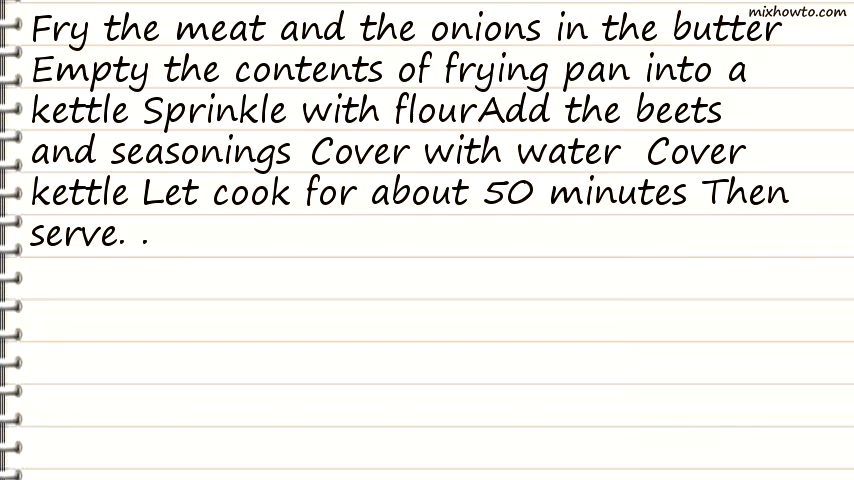 mixhowto.com
Fry the meat and the onions in the butter
Empty the contents of frying pan into a
kettle Sprinkle with flourAdd the beets
and seasonings Cover with water  Cover
kettle Let cook for about 50 minutes Then
serve. .